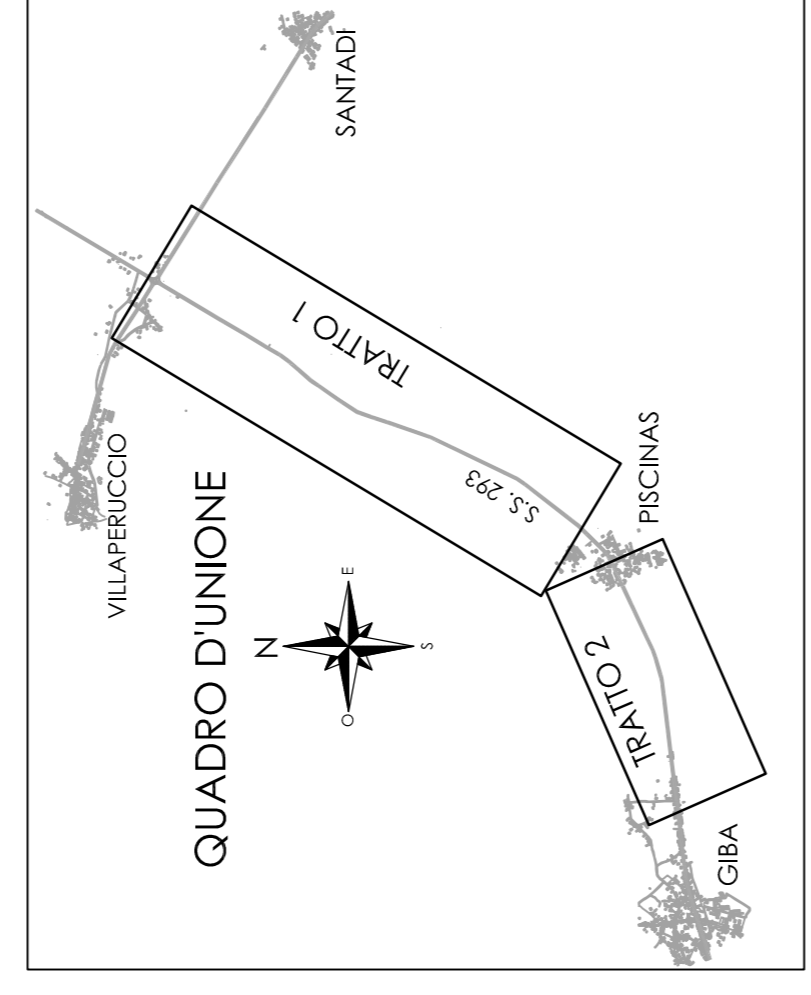 SANTADI
VILLAPERUCCIO
TRATTO 1
QUADRO D'UNIONE
S.S. 293
PISCINAS
N
E
S
O
TRATTO 2
GIBA